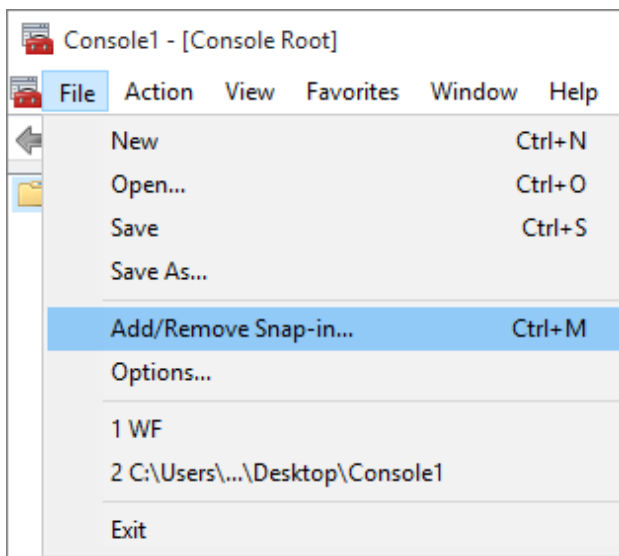 Console1 - [Console Root]
File Action View Favorites Window Help
New Ctrl+N
Open... Ctrl+O
Save Ctrl+S
Save As...
Add/Remove Snap-in... Ctrl+M
Options...
1 WF
2 C:\Users\...\Desktop\Console1
Exit